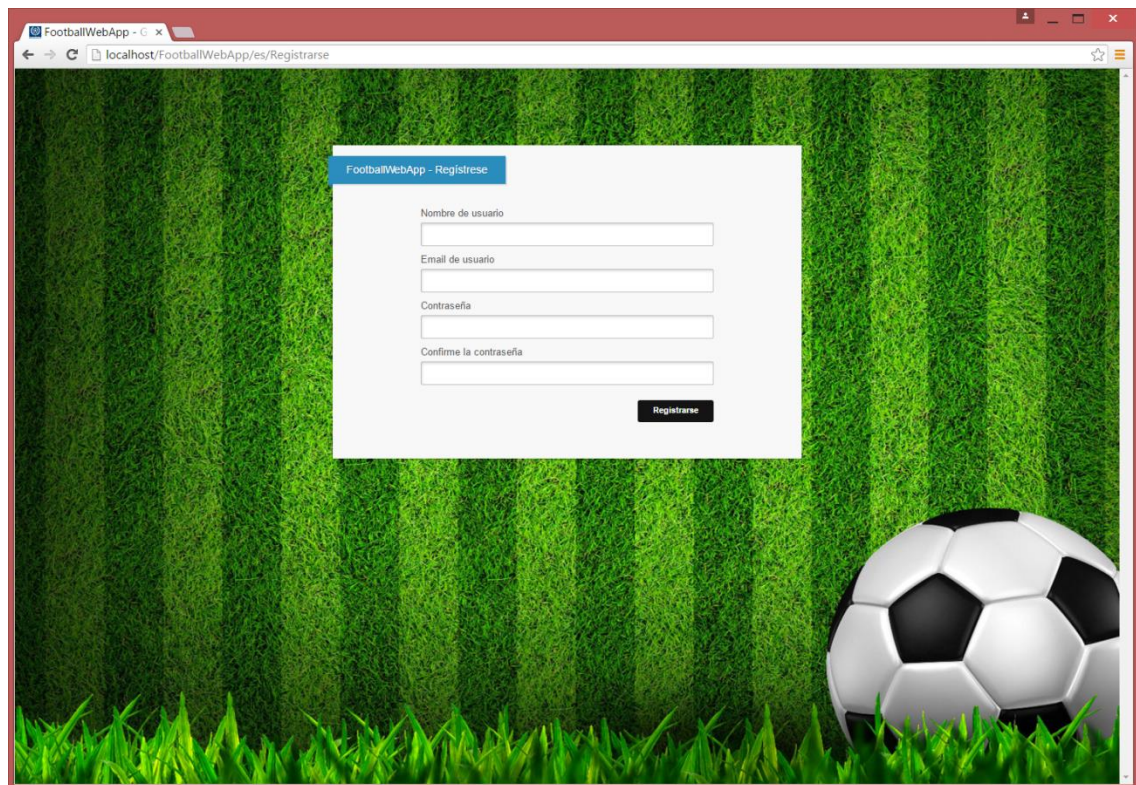 FootballWebApp - G
localhost/FootballWebApp/es/Registrarse
FootballWebApp - Regístrese
Nombre de usuario
Email de usuario
Contraseña
Confirme la contraseña
Registrarse